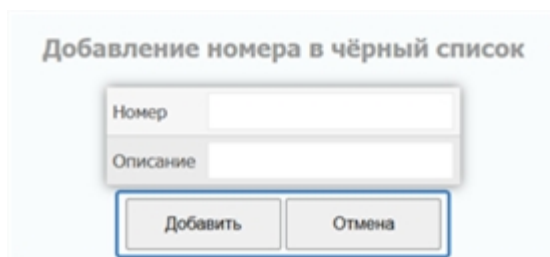 Добавление номера в чёрный список
Номер
Описание
Добавить Отмена